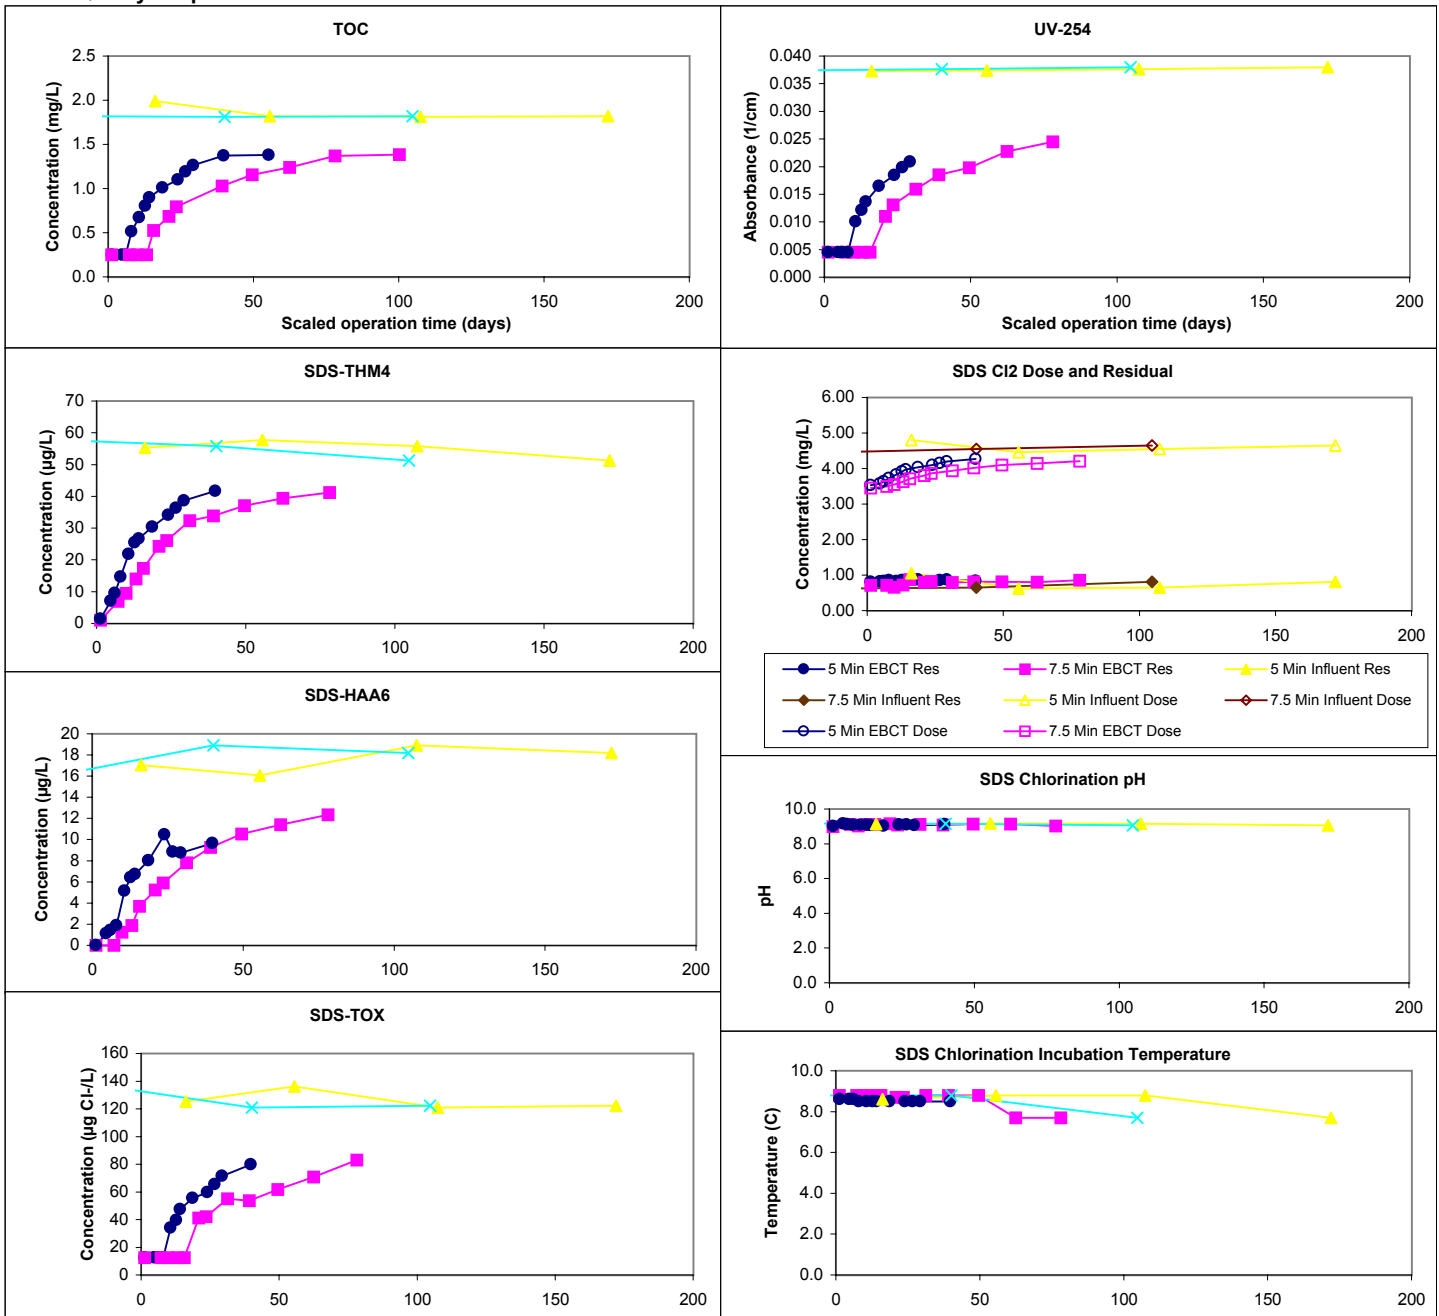 TOC
2.5
2.0
1.5
1.0
0.5
0.0
Concentration (mg/L)
0 50 100 150 200
Scaled operation time (days)
UV-254
0.040
0.035
0.030
0.025
0.020
0.015
0.010
0.005
0.000
Absorbance (1/cm)
0 50 100 150 200
Scaled operation time (days)
SDS-THM4
70
60
50
40
30
20
10
0
Concentration (µg/L)
0 50 100 150 200
SDS Cl2 Dose and Residual
6.00
5.00
4.00
3.00
2.00
1.00
0.00
Concentration (mg/L)
0 50 100 150 200
5 Min EBCT Res 7.5 Min EBCT Res 5 Min Influent Res
7.5 Min Influent Res 5 Min Influent Dose 7.5 Min Influent Dose
5 Min EBCT Dose 7.5 Min EBCT Dose
SDS-HAA6
20
18
16
14
12
10
8
6
4
2
0
Concentration (µg/L)
0 50 100 150 200
SDS Chlorination pH
10.0
8.0
6.0
4.0
2.0
0.0
pH
0 50 100 150 200
SDS-TOX
160
140
120
100
80
60
40
20
0
Concentration (µg Cl-/L)
0 50 100 150 200
SDS Chlorination Incubation Temperature
10.0
8.0
6.0
4.0
2.0
0.0
Temperature (C)
0 50 100 150 200